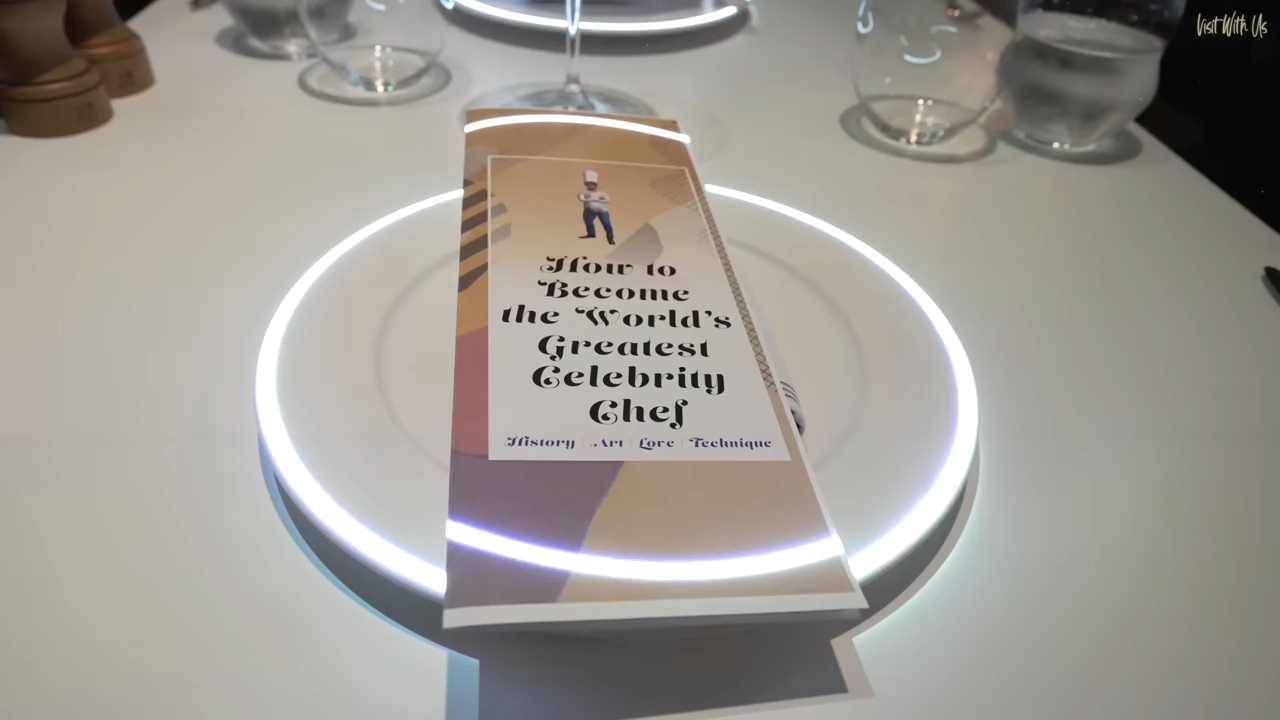 Visit With Us
How to
Become
the World's
Greatest
Celebrity
Chef
History | Art | Love | Technique